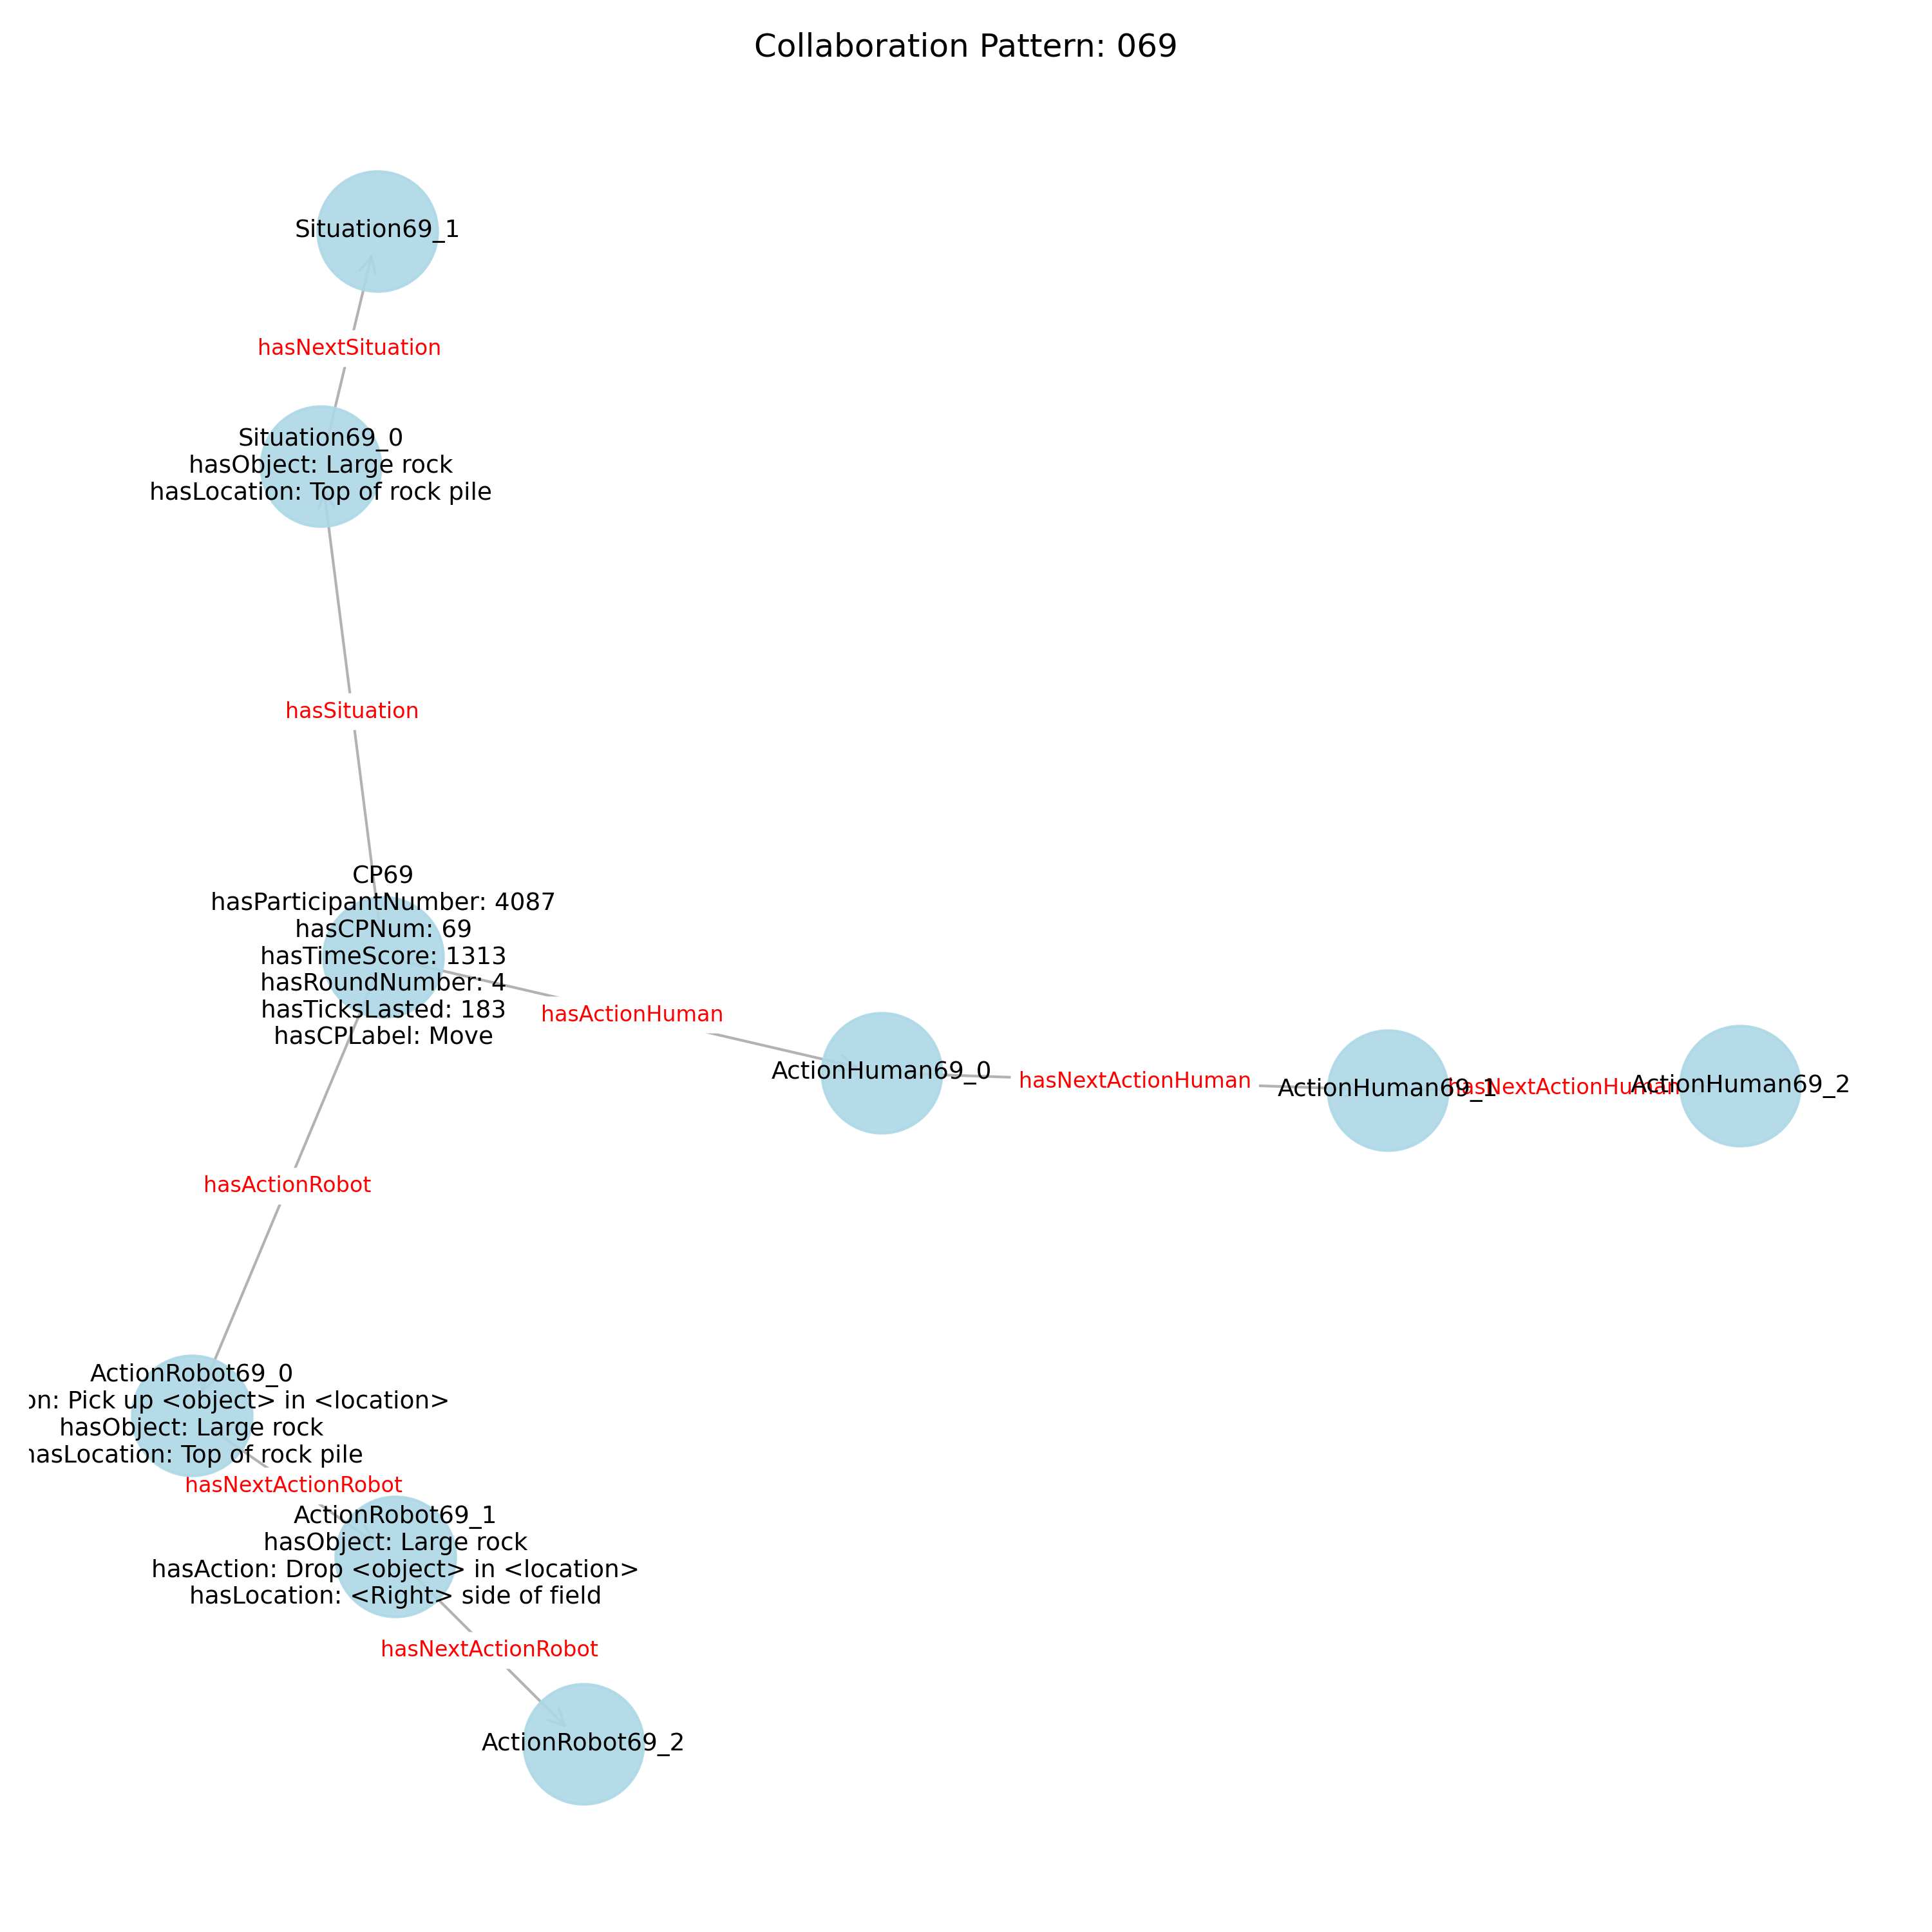 Collaboration Pattern: 069
Situation69_1
hasNextSituation
Situation69_0
hasObject: Large rock
hasLocation: Top of rock pile
hasSituation
CP69
hasParticipantNumber: 4087
hasCPNum: 69
hasTimeScore: 1313
hasRoundNumber: 4
hasTicksLasted: 183
hasCPLabel: Move
hasActionHuman
ActionHuman69_0
hasNextActionHuman
ActionHuman69_1
hasNextActionHuman
ActionHuman69_2
hasActionRobot
ActionRobot69_0
on: Pick up <object> in <location>
hasObject: Large rock
hasLocation: Top of rock pile
hasNextActionRobot
ActionRobot69_1
hasObject: Large rock
hasAction: Drop <object> in <location>
hasLocation: <Right> side of field
hasNextActionRobot
ActionRobot69_2